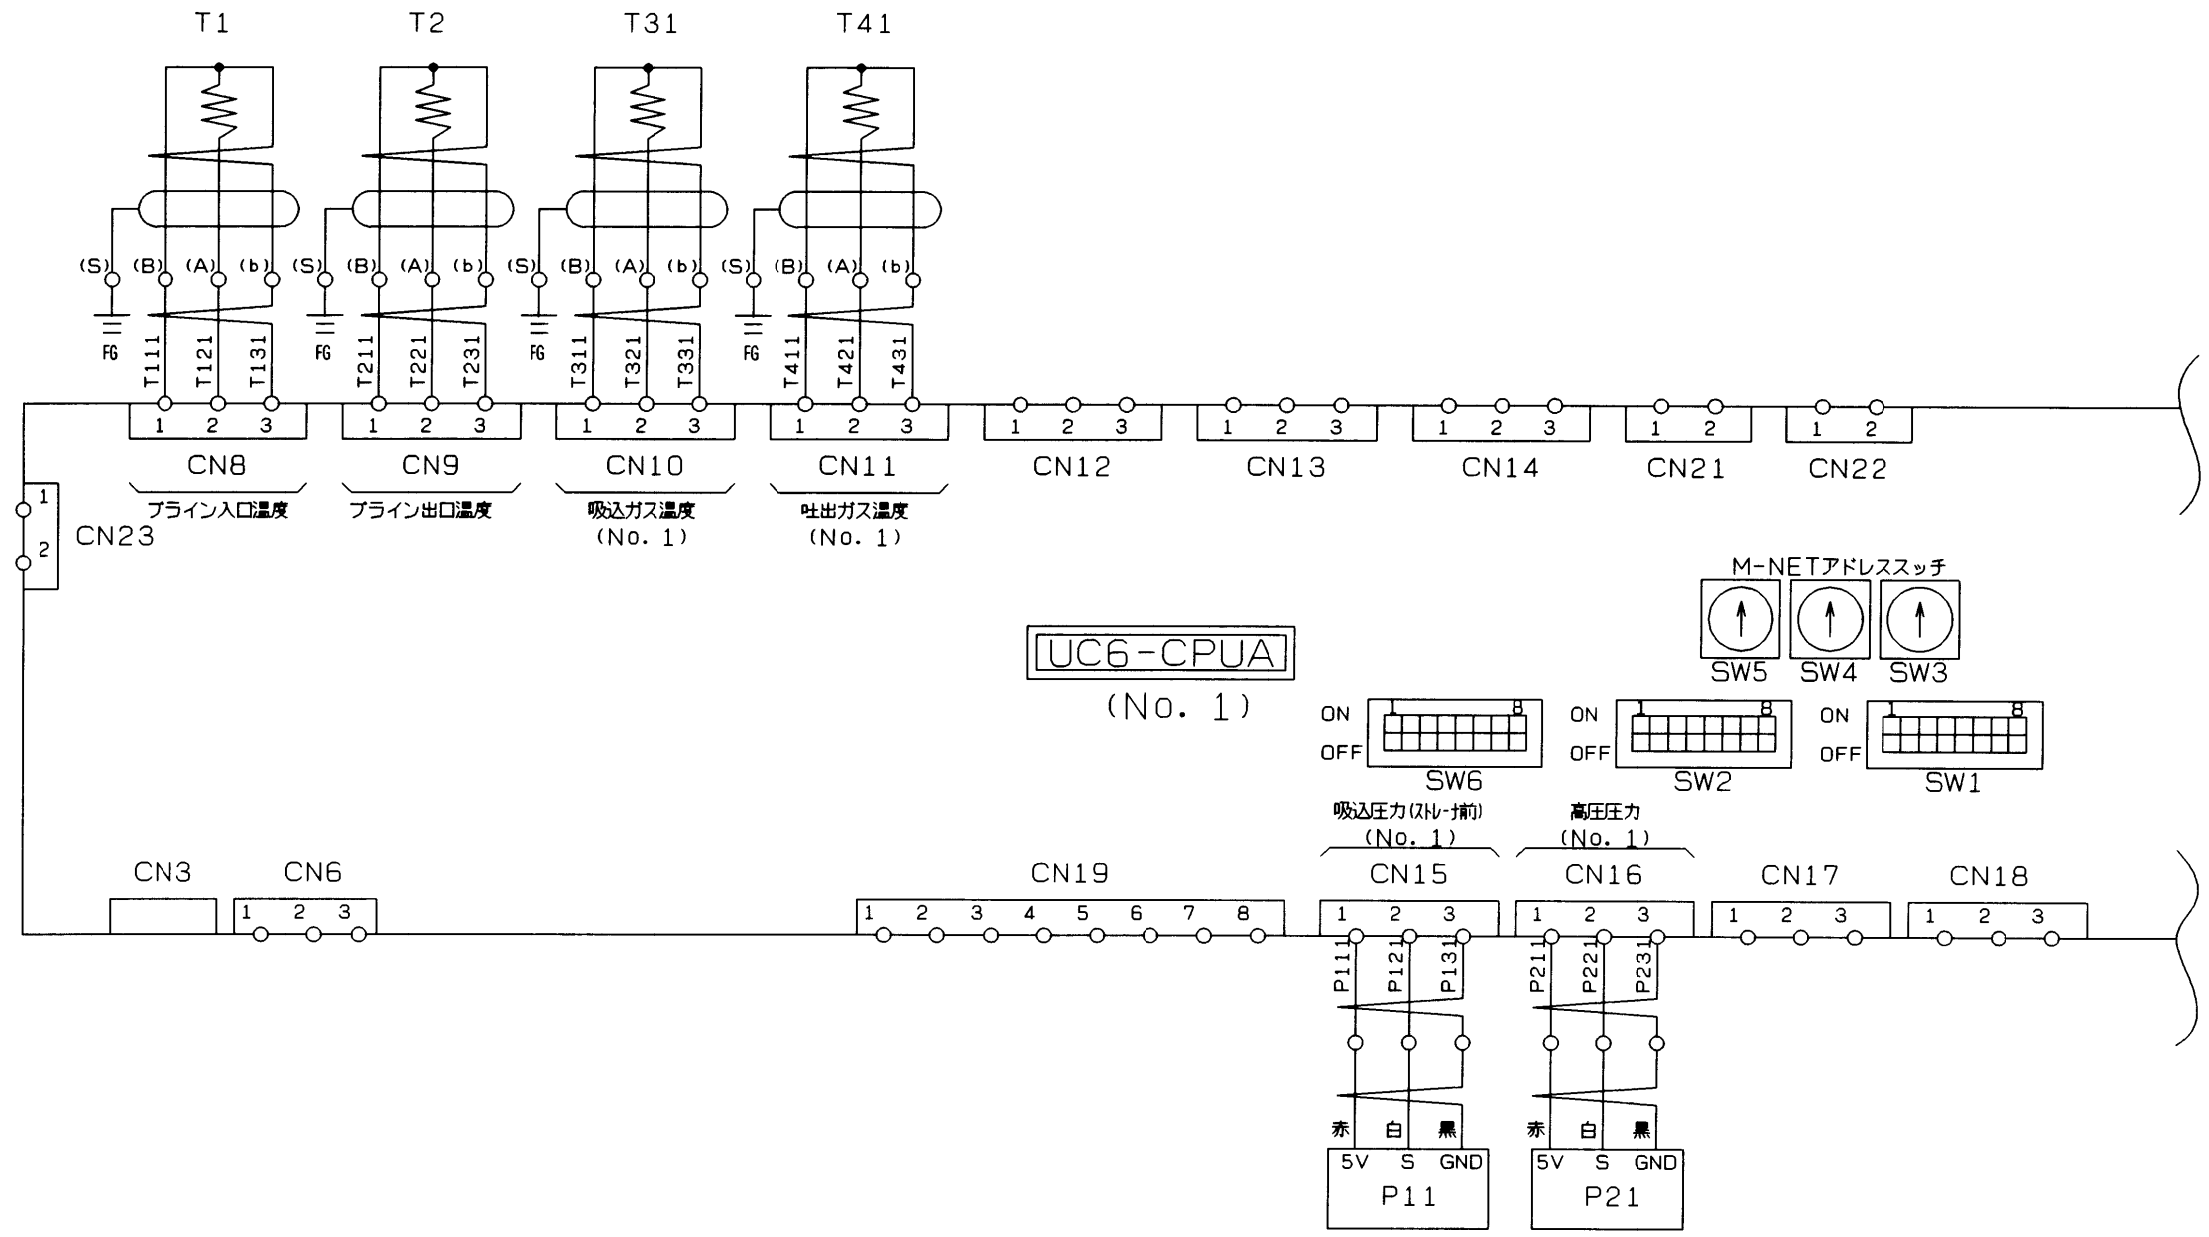 T1 T2 T31 T41
(S) (B) (A) (b) (S) (B) (A) (b) (S) (B) (A) (b) (S) (B) (A) (b)
FG T111 T121 T131 FG T211 T221 T231 FG T311 T321 T331 FG T411 T421 T431
1 2 3 1 2 3 1 2 3 1 2 3 1 2 3 1 2 3 1 2 3 1 2 1 2
CN8 CN9 CN10 CN11 CN12 CN13 CN14 CN21 CN22
ブライン入口温度 ブライン出口温度 吸込ガス温度 吐出ガス温度
(No. 1) (No. 1)
1
2
CN23
M-NETアドレススッチ
SW5 SW4 SW3
UC6-CPUA
(No. 1)
ON 1 8 ON 1 8 ON 1 8
OFF OFF OFF
SW6 SW2 SW1
吸込圧力(ストレーナ前) 高圧圧力
(No. 1) (No. 1)
CN3 CN6 CN19 CN15 CN16 CN17 CN18
1 2 3 1 2 3 4 5 6 7 8 1 2 3 1 2 3 1 2 3 1 2 3
P111 P121 P131 P211 P221 P231
赤 白 黒 赤 白 黒
5V S GND 5V S GND
P11 P21